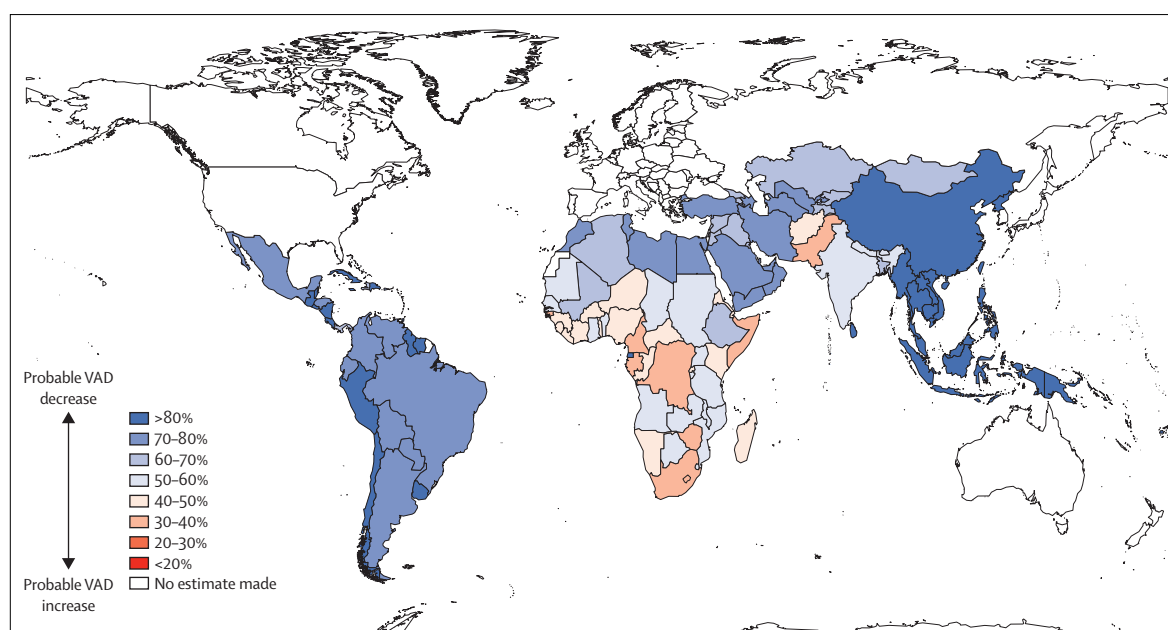 Probable VAD
decrease
>80%
70–80%
60–70%
50–60%
40–50%
30–40%
20–30%
<20%
No estimate made
Probable VAD
increase